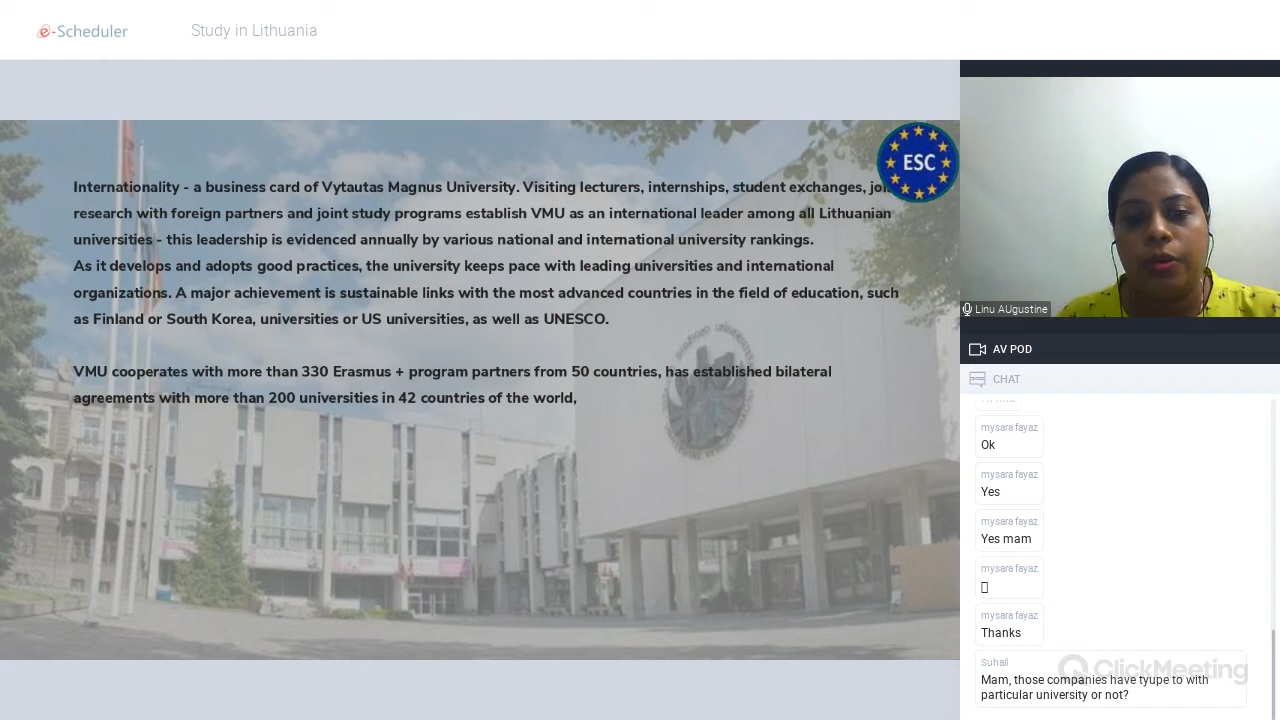 e-Scheduler
Study in Lithuania
ESC
Internationality - a business card of Vytautas Magnus University. Visiting lecturers, internships, student exchanges,
research with foreign partners and joint study programs establish VMU as an international leader among all Lithuanian
universities - this leadership is evidenced annually by various national and international university rankings.
As it develops and adopts good practices, the university keeps pace with leading universities and international
organizations. A major achievement is sustainable links with the most advanced countries in the field of education, such
as Finland or South Korea, universities or US universities, as well as UNESCO.
VMU cooperates with more than 330 Erasmus + program partners from 50 countries, has established bilateral
agreements with more than 200 universities in 42 countries of the world,
Linu AUgustine
AV POD
CHAT
mysara fayaz
Ok
mysara fayaz
Yes
mysara fayaz
Yes mam
mysara fayaz
mysara fayaz
Thanks
Suhail
Mam, those companies have tyupe to with
particular university or not?
ClickMeeting